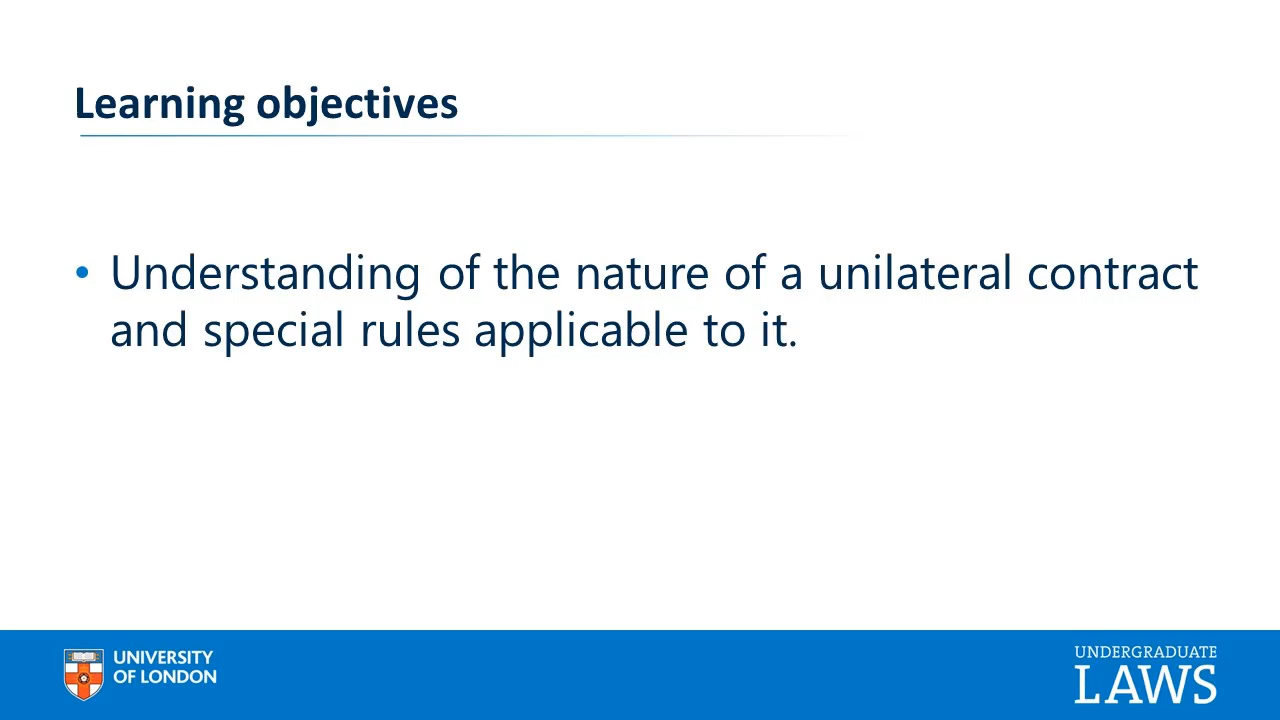 Learning objectives
• Understanding of the nature of a unilateral contract
and special rules applicable to it.
UNIVERSITY
OF LONDON
UNDERGRADUATE
LAWS